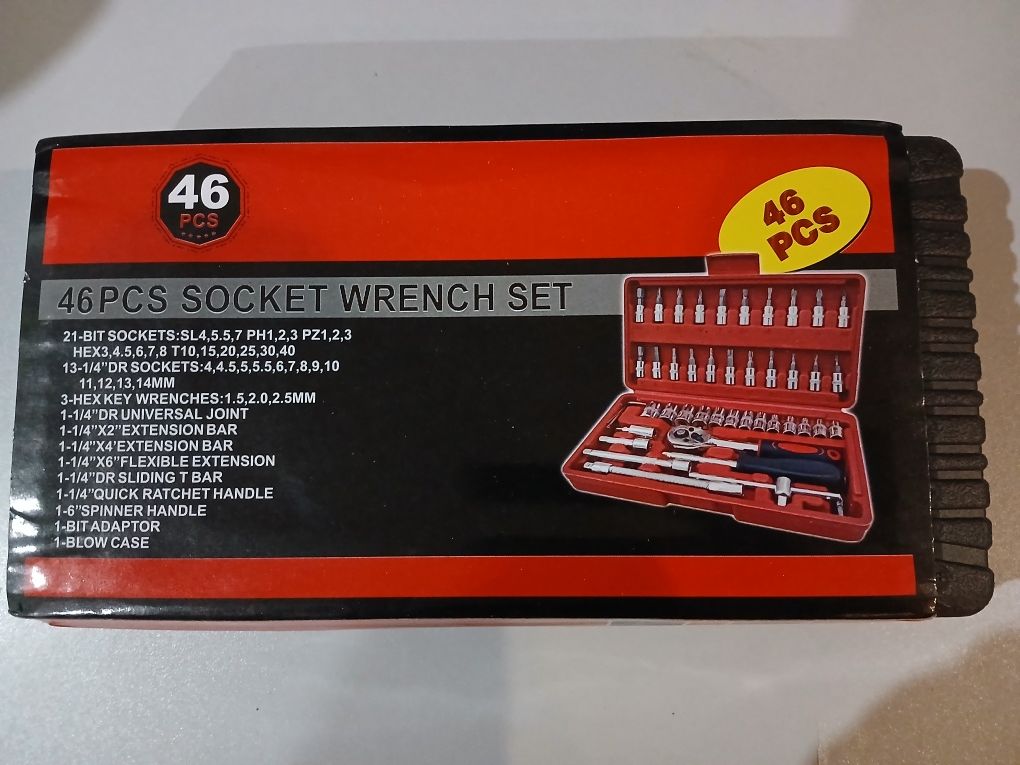 46
PCS
46
PCS
46PCS SOCKET WRENCH SET
21-BIT SOCKETS:SL4,5.5,7 PH1,2,3 PZ1,2,3
HEX3,4.5,6,7,8 T10,15,20,25,30,40
13-1/4"DR SOCKETS:4,4.5,5,5.5,6,7,8,9,10
11,12,13,14MM
3-HEX KEY WRENCHES:1.5,2.0,2.5MM
1-1/4"DR UNIVERSAL JOINT
1-1/4"X2"EXTENSION BAR
1-1/4"X4'EXTENSION BAR
1-1/4"X6"FLEXIBLE EXTENSION
1-1/4"DR SLIDING T BAR
1-1/4"QUICK RATCHET HANDLE
1-6"SPINNER HANDLE
1-BIT ADAPTOR
1-BLOW CASE